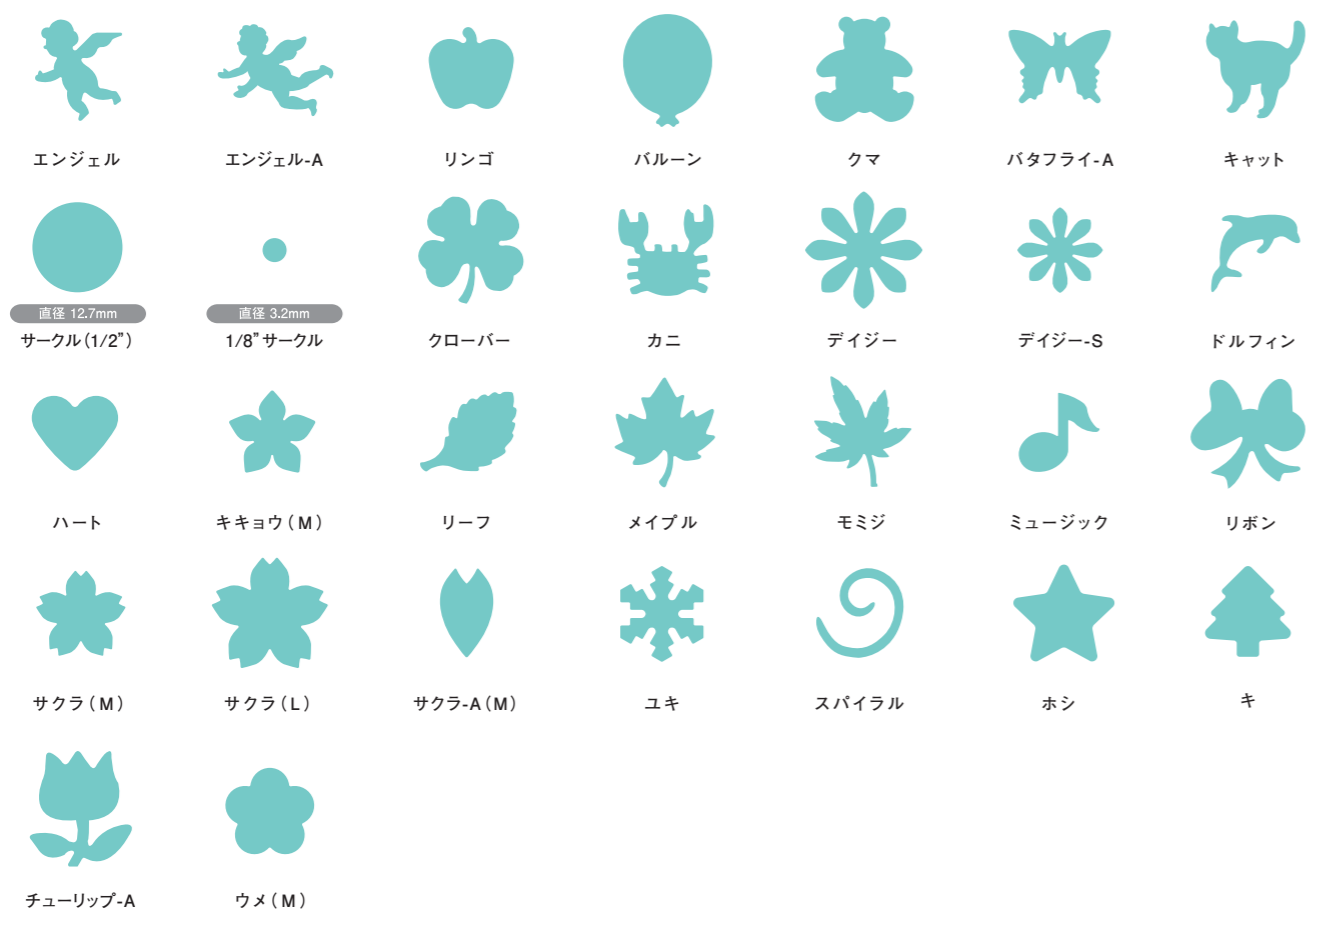 エンジェル
エンジェル-A
リンゴ
バルーン
クマ
バタフライ-A
キャット
直径 12.7mm
サークル(1/2”)
直径 3.2mm
1/8”サークル
クローバー
カニ
デイジー
デイジー-S
ドルフィン
ハート
キキョウ(M)
リーフ
メイプル
モミジ
ミュージック
リボン
サクラ(M)
サクラ(L)
サクラ-A(M)
ユキ
スパイラル
ホシ
キ
チューリップ-A
ウメ(M)